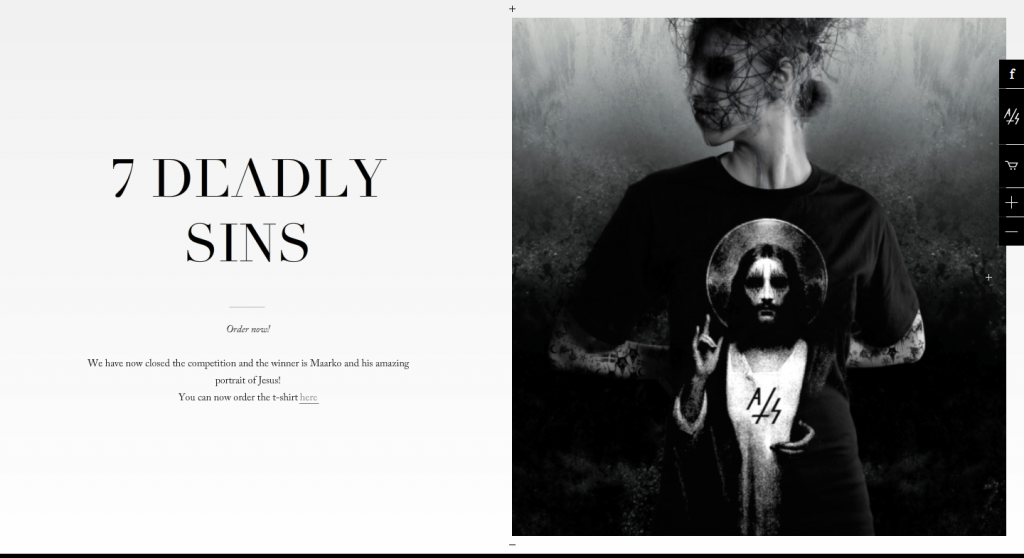 7 DEADLY
SINS
Order now!
We have now closed the competition and the winner is Maarko and his amazing
portrait of Jesus!
You can now order the t-shirt here
f